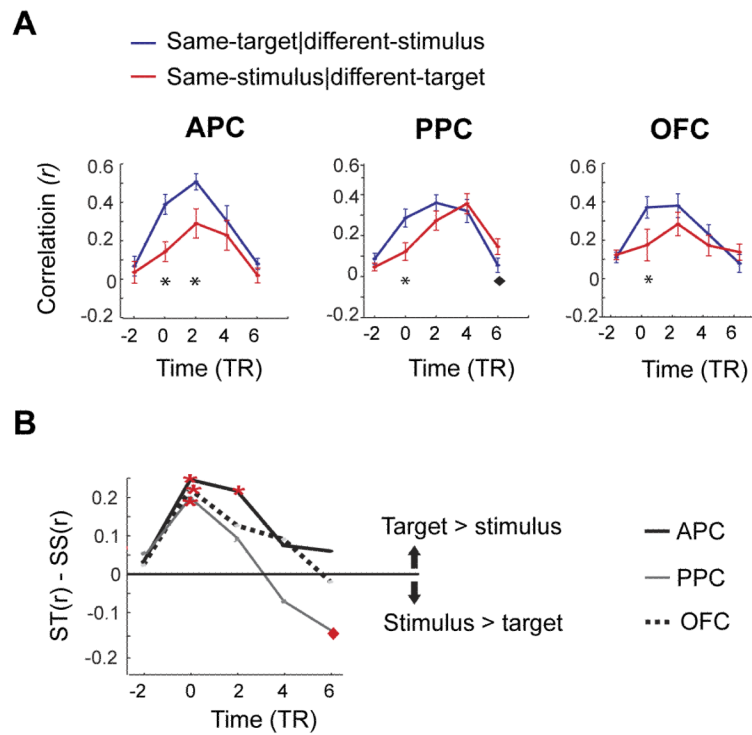 A
Same-target|different-stimulus
Same-stimulus|different-target
APC PPC OFC
Correlatioin (r)
0.6 0.6 0.6
0.4 0.4 0.4
0.2 0.2 0.2
0 0 0
-0.2 -0.2 -0.2
* * * ◆ *
-2 0 2 4 6 -2 0 2 4 6 -2 0 2 4 6
Time (TR) Time (TR) Time (TR)
B
ST(r) - SS(r)
0.2
0.1
0
-0.1
-0.2
-2 0 2 4 6
Time (TR)
Target > stimulus
Stimulus > target
APC
PPC
OFC